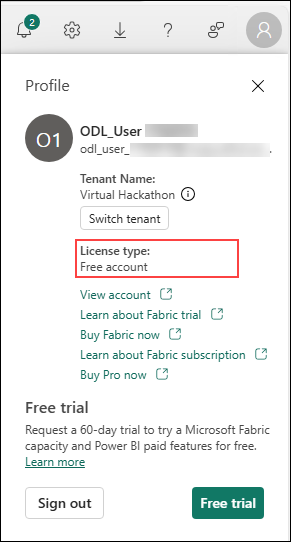 2
Profile
O1
ODL_User
odl_user_
Tenant Name:
Virtual Hackathon
Switch tenant
License type:
Free account
View account
Learn about Fabric trial
Buy Fabric now
Learn about Fabric subscription
Buy Pro now
Free trial
Request a 60-day trial to try a Microsoft Fabric
capacity and Power BI paid features for free.
Learn more
Sign out Free trial